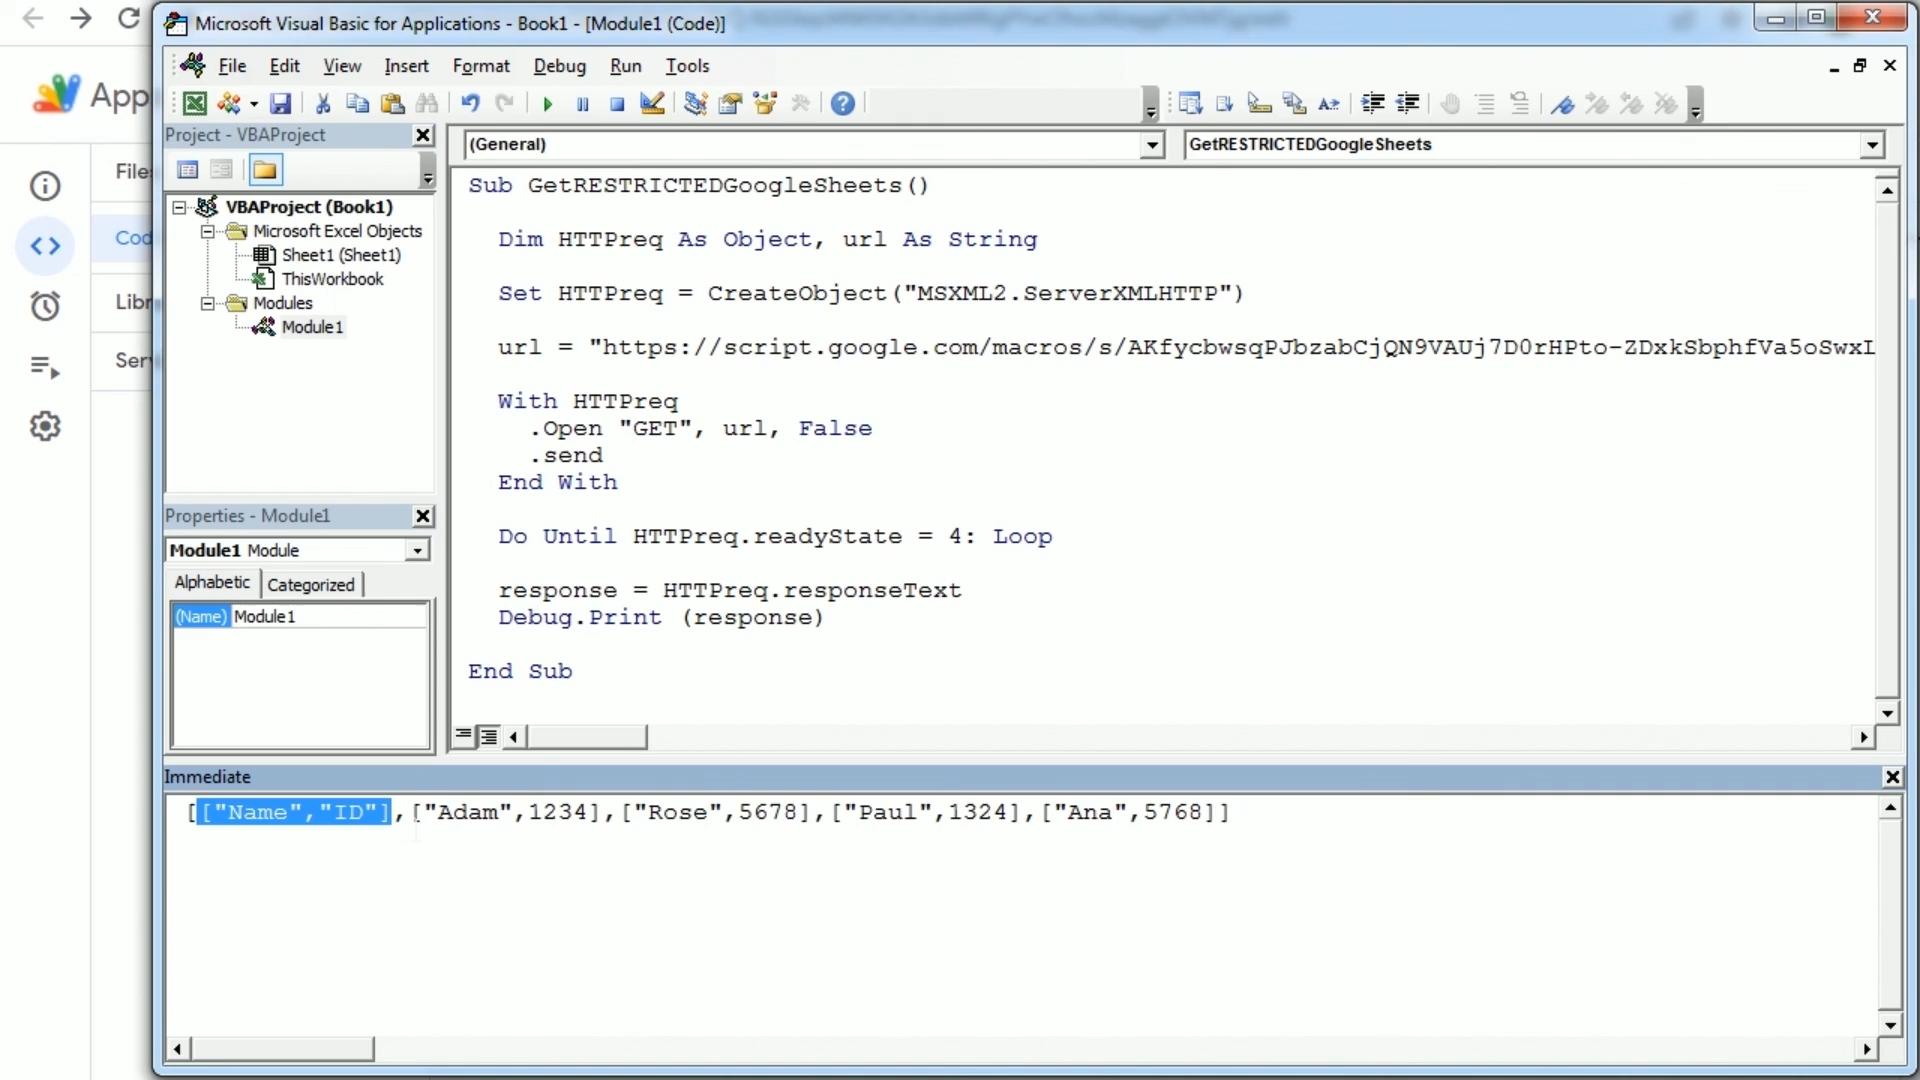 Microsoft Visual Basic for Applications - Book1 - [Module1 (Code)]
File Edit View Insert Format Debug Run Tools
App
Files
Cod
Libr
Serv
Project - VBAProject
VBAProject (Book1)
Microsoft Excel Objects
Sheet1 (Sheet1)
ThisWorkbook
Modules
Module1
Properties - Module1
Module1 Module
Alphabetic Categorized
(Name) Module1
(General) GetRESTRICTEDGoogleSheets
Sub GetRESTRICTEDGoogleSheets()
Dim HTTPreq As Object, url As String
Set HTTPreq = CreateObject("MSXML2.ServerXMLHTTP")
url = "https://script.google.com/macros/s/AKfycbwsqPJbzabCjQN9VAUj7D0rHPto-ZDxkSbphfVa5oSwxL
With HTTPreq
.Open "GET", url, False
.send
End With
Do Until HTTPreq.readyState = 4: Loop
response = HTTPreq.responseText
Debug.Print (response)
End Sub
Immediate
[["Name","ID"],["Adam",1234],["Rose",5678],["Paul",1324],["Ana",5768]]